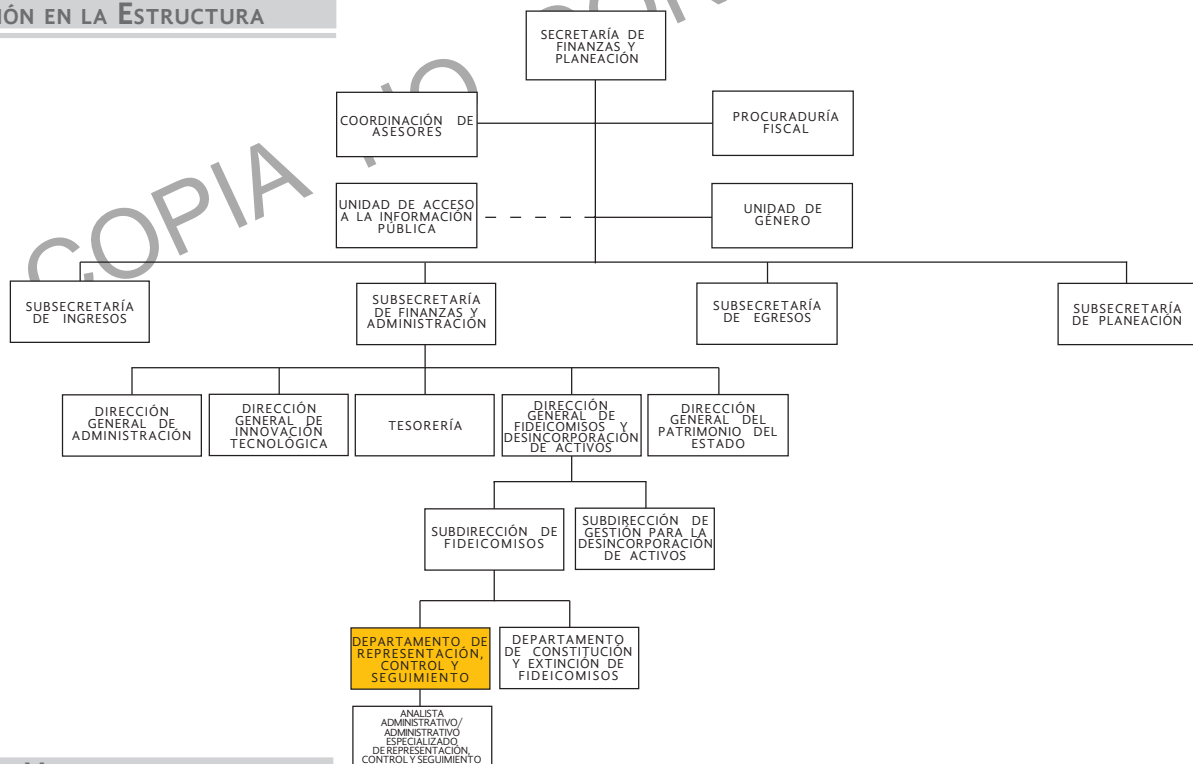 IÓN EN LA ESTRUCTURA
COPIA
SECRETARÍA DE
FINANZAS Y
PLANEACIÓN
COORDINACIÓN DE
ASESORES
PROCURADURÍA
FISCAL
UNIDAD DE ACCESO
A LA INFORMACIÓN
PÚBLICA
UNIDAD DE
GÉNERO
SUBSECRETARÍA
DE INGRESOS
SUBSECRETARÍA
DE FINANZAS Y
ADMINISTRACIÓN
SUBSECRETARÍA
DE EGRESOS
SUBSECRETARÍA
DE PLANEACIÓN
DIRECCIÓN
GENERAL DE
ADMINISTRACIÓN
DIRECCIÓN
GENERAL DE
INNOVACIÓN
TECNOLÓGICA
TESORERÍA
DIRECCIÓN
GENERAL DE
FIDEICOMISOS Y
DESINCORPORACIÓN
DE ACTIVOS
DIRECCIÓN
GENERAL DEL
PATRIMONIO DEL
ESTADO
SUBDIRECCIÓN DE
FIDEICOMISOS
SUBDIRECCIÓN DE
GESTIÓN PARA LA
DESINCORPORACIÓN
DE ACTIVOS
DEPARTAMENTO DE
REPRESENTACIÓN,
CONTROL Y
SEGUIMIENTO
DEPARTAMENTO
DE CONSTITUCIÓN
Y EXTINCIÓN DE
FIDEICOMISOS
ANALISTA
ADMINISTRATIVO/
ADMINISTRATIVO
ESPECIALIZADO
DE REPRESENTACIÓN,
CONTROL Y SEGUIMIENTO